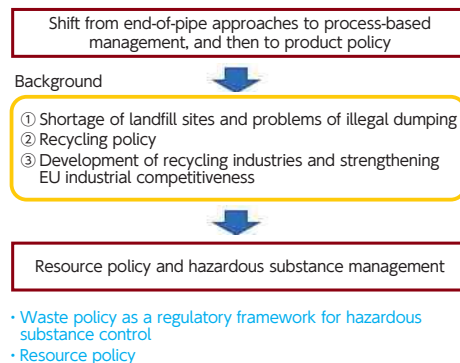 Shift from end-of-pipe approaches to process-based
management, and then to product policy
Background
① Shortage of landfill sites and problems of illegal dumping
② Recycling policy
③ Development of recycling industries and strengthening
EU industrial competitiveness
Resource policy and hazardous substance management
・Waste policy as a regulatory framework for hazardous
substance control
・Resource policy